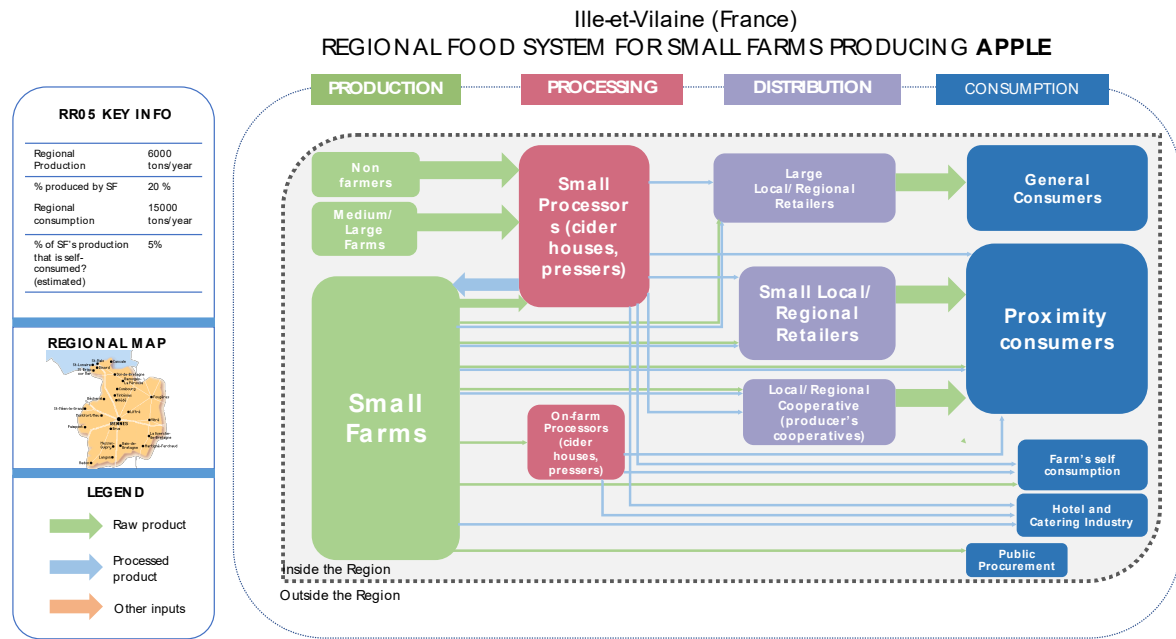 Ille-et-Vilaine (France)
REGIONAL FOOD SYSTEM FOR SMALL FARMS PRODUCING APPLE
PRODUCTION
PROCESSING
DISTRIBUTION
CONSUMPTION
RR05 KEY INFO
Regional
Production
6000
tons/year
% produced by SF
20 %
Regional
consumption
15000
tons/year
% of SF's production
that is self-
consumed?
(estimated)
5%
REGIONAL MAP
RENNES
LEGEND
Raw product
Processed
product
Other inputs
Non
farmers
Medium/
Large
Farms
Small
Farms
Small
Processor
s (cider
houses,
pressers)
On-farm
Processors
(cider
houses,
pressers)
Large
Local/ Regional
Retailers
Small Local/
Regional
Retailers
Local/ Regional
Cooperative
(producer's
cooperatives)
General
Consumers
Proximity
consumers
Farm's self
consumption
Hotel and
Catering Industry
Public
Procurement
Inside the Region
Outside the Region